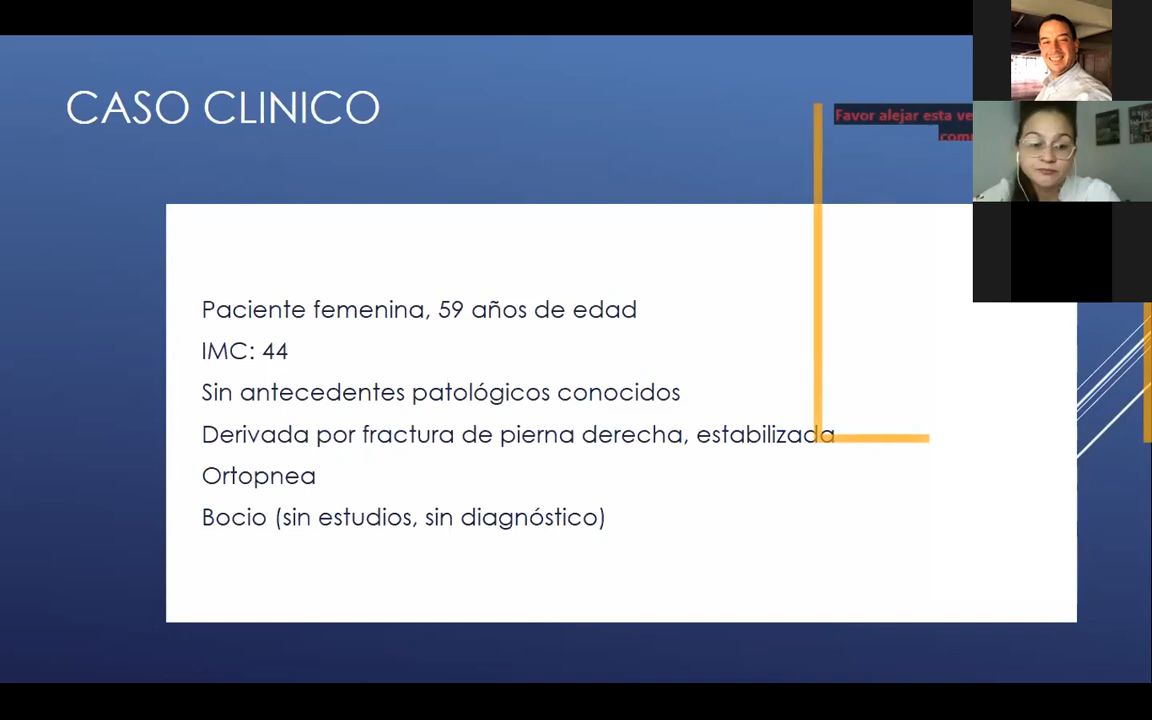 CASO CLINICO
Favor alejar esta
Paciente femenina, 59 años de edad
IMC: 44
Sin antecedentes patológicos conocidos
Derivada por fractura de pierna derecha, estabilizada
Ortopnea
Bocio (sin estudios, sin diagnóstico)